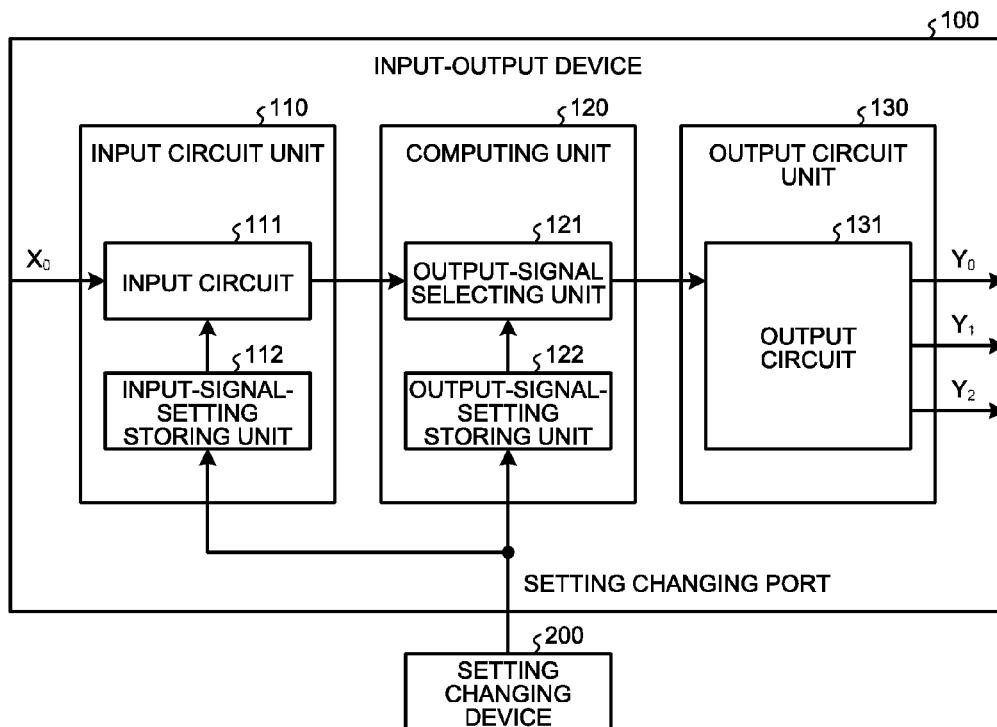 100
INPUT-OUTPUT DEVICE
110
INPUT CIRCUIT UNIT
120
COMPUTING UNIT
130
OUTPUT CIRCUIT
UNIT
X₀
111
INPUT CIRCUIT
121
OUTPUT-SIGNAL
SELECTING UNIT
131
OUTPUT
CIRCUIT
Y₀
Y₁
Y₂
112
INPUT-SIGNAL-
SETTING
STORING UNIT
122
OUTPUT-SIGNAL-
SETTING
STORING UNIT
SETTING CHANGING PORT
200
SETTING
CHANGING
DEVICE